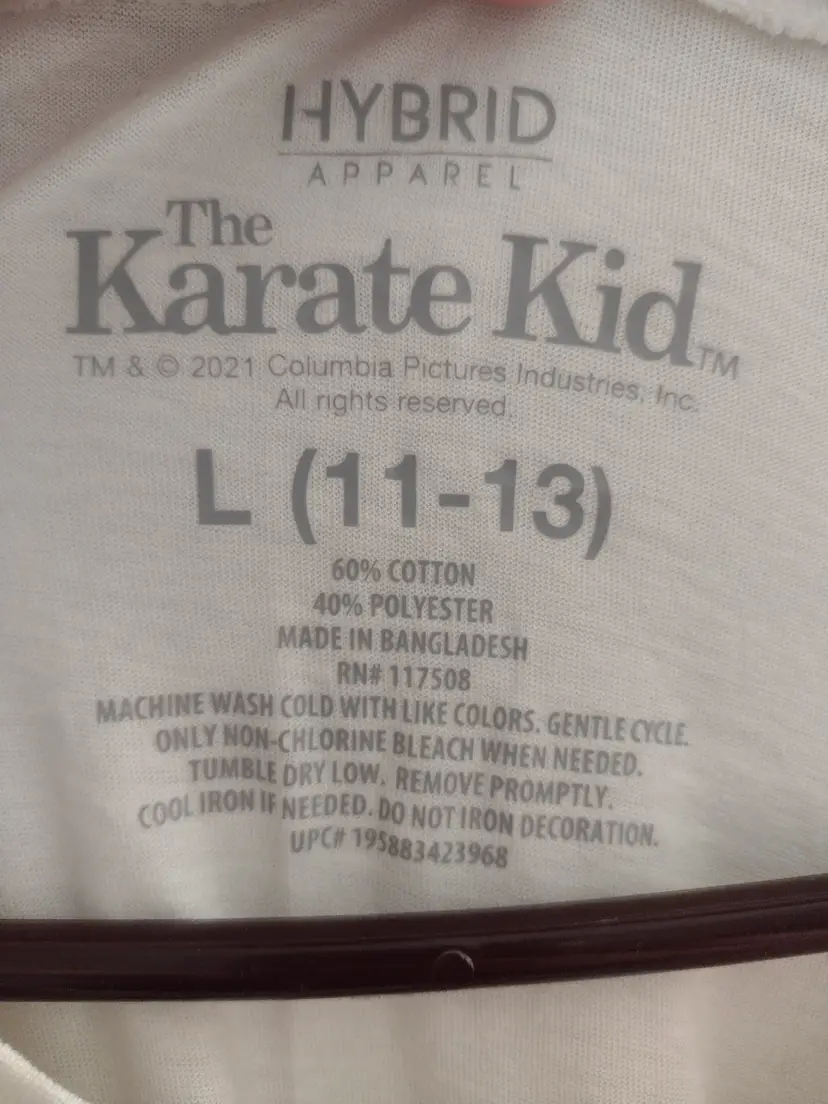 HYBRID
APPAREL
The
Karate Kid™
TM & © 2021 Columbia Pictures Industries, Inc.
All rights reserved.
L (11-13)
60% COTTON
40% POLYESTER
MADE IN BANGLADESH
RN# 117508
MACHINE WASH COLD WITH LIKE COLORS. GENTLE CYCLE.
ONLY NON-CHLORINE BLEACH WHEN NEEDED.
TUMBLE DRY LOW. REMOVE PROMPTLY.
COOL IRON IF NEEDED. DO NOT IRON DECORATION.
UPC# 195883423968